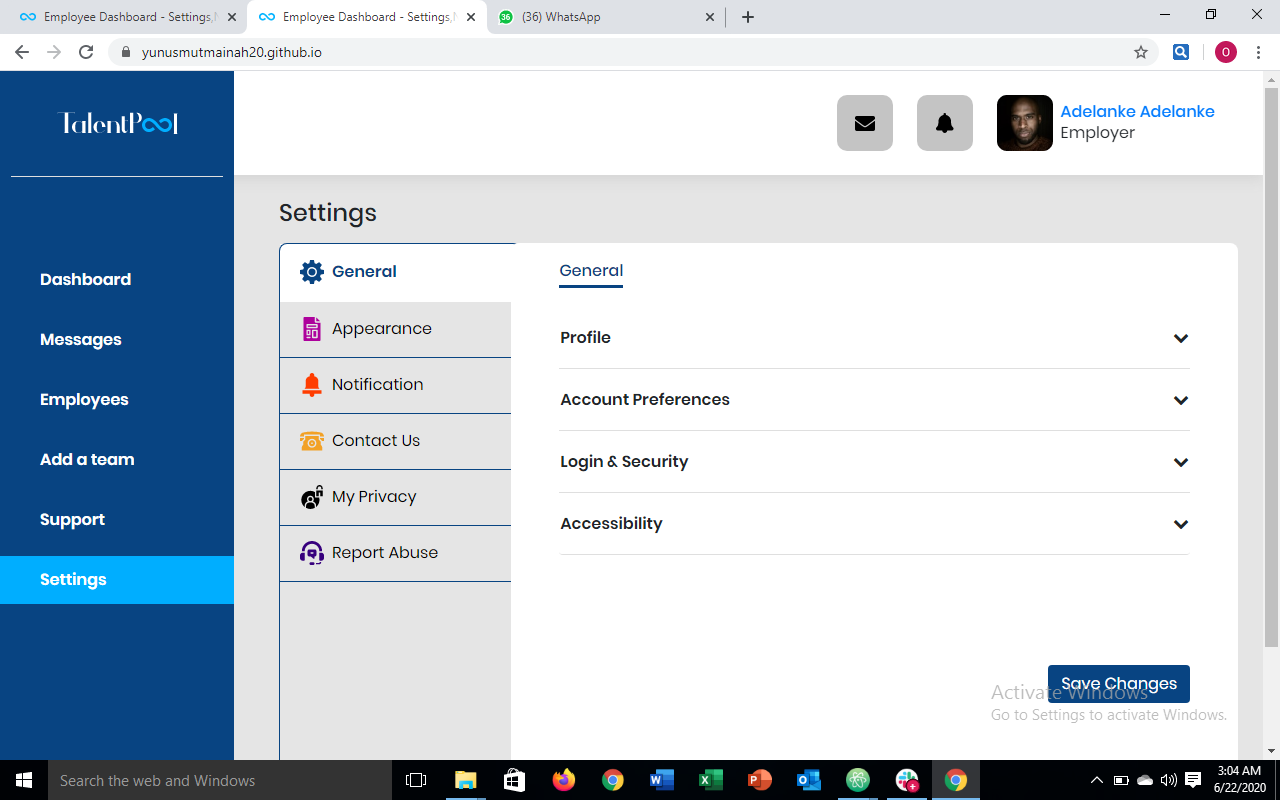 Employee Dashboard - Settings,
Employee Dashboard - Settings,
36
(36) WhatsApp
yunusmutmainah20.github.io
O
TalentPool
Adelanke Adelanke
Employer
Dashboard
Messages
Employees
Add a team
Support
Settings
Settings
General
Appearance
Notification
Contact Us
My Privacy
Report Abuse
General
Profile
Account Preferences
Login & Security
Accessibility
Save Changes
Activate Windows
Go to Settings to activate Windows.
Search the web and Windows
3:04 AM
6/22/2020